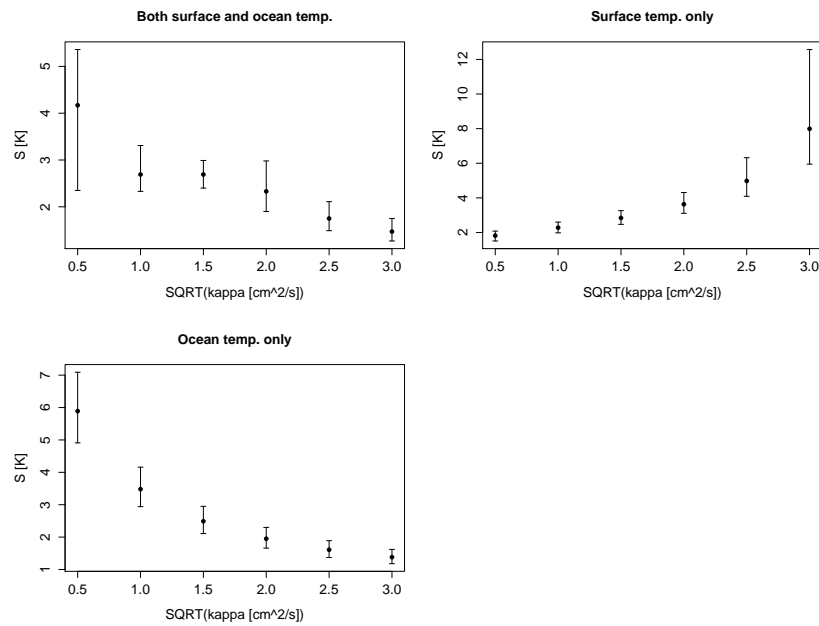 Both surface and ocean temp.
S [K]
5
4
3
2
0.5 1.0 1.5 2.0 2.5 3.0
SQRT(kappa [cm^2/s])
Surface temp. only
S [K]
12
10
8
6
4
2
0.5 1.0 1.5 2.0 2.5 3.0
SQRT(kappa [cm^2/s])
Ocean temp. only
S [K]
7
6
5
4
3
2
1
0.5 1.0 1.5 2.0 2.5 3.0
SQRT(kappa [cm^2/s])